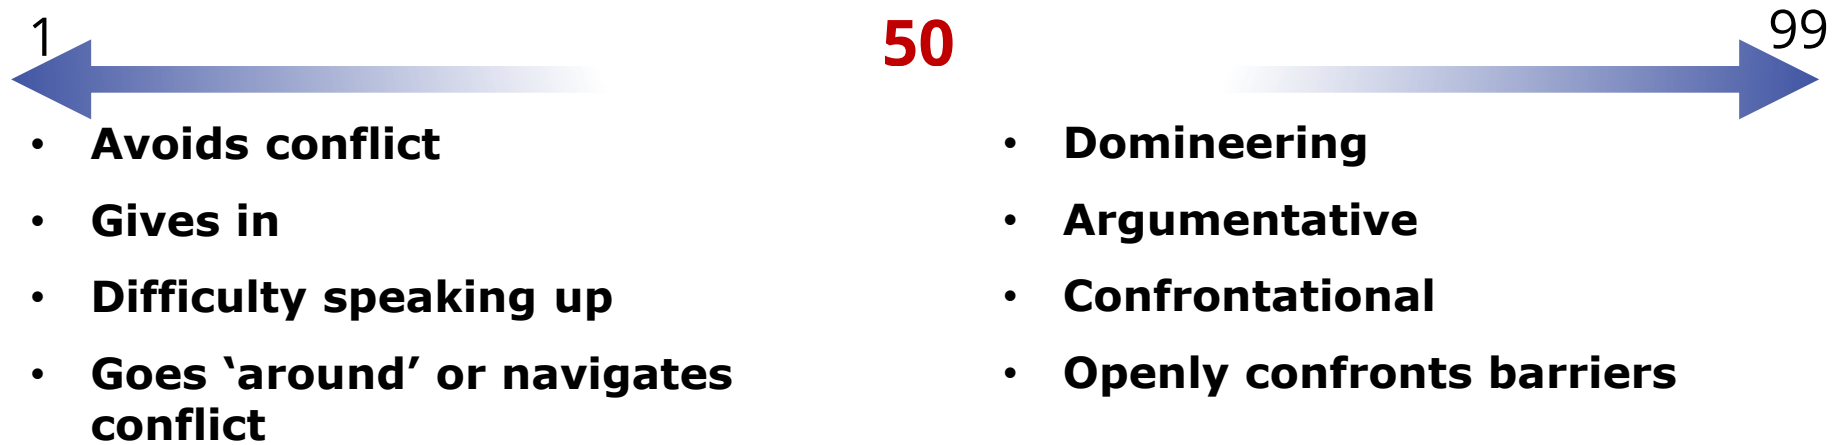 1
50
99
• Avoids conflict
• Gives in
• Difficulty speaking up
• Goes ‘around’ or navigates
conflict
• Domineering
• Argumentative
• Confrontational
• Openly confronts barriers